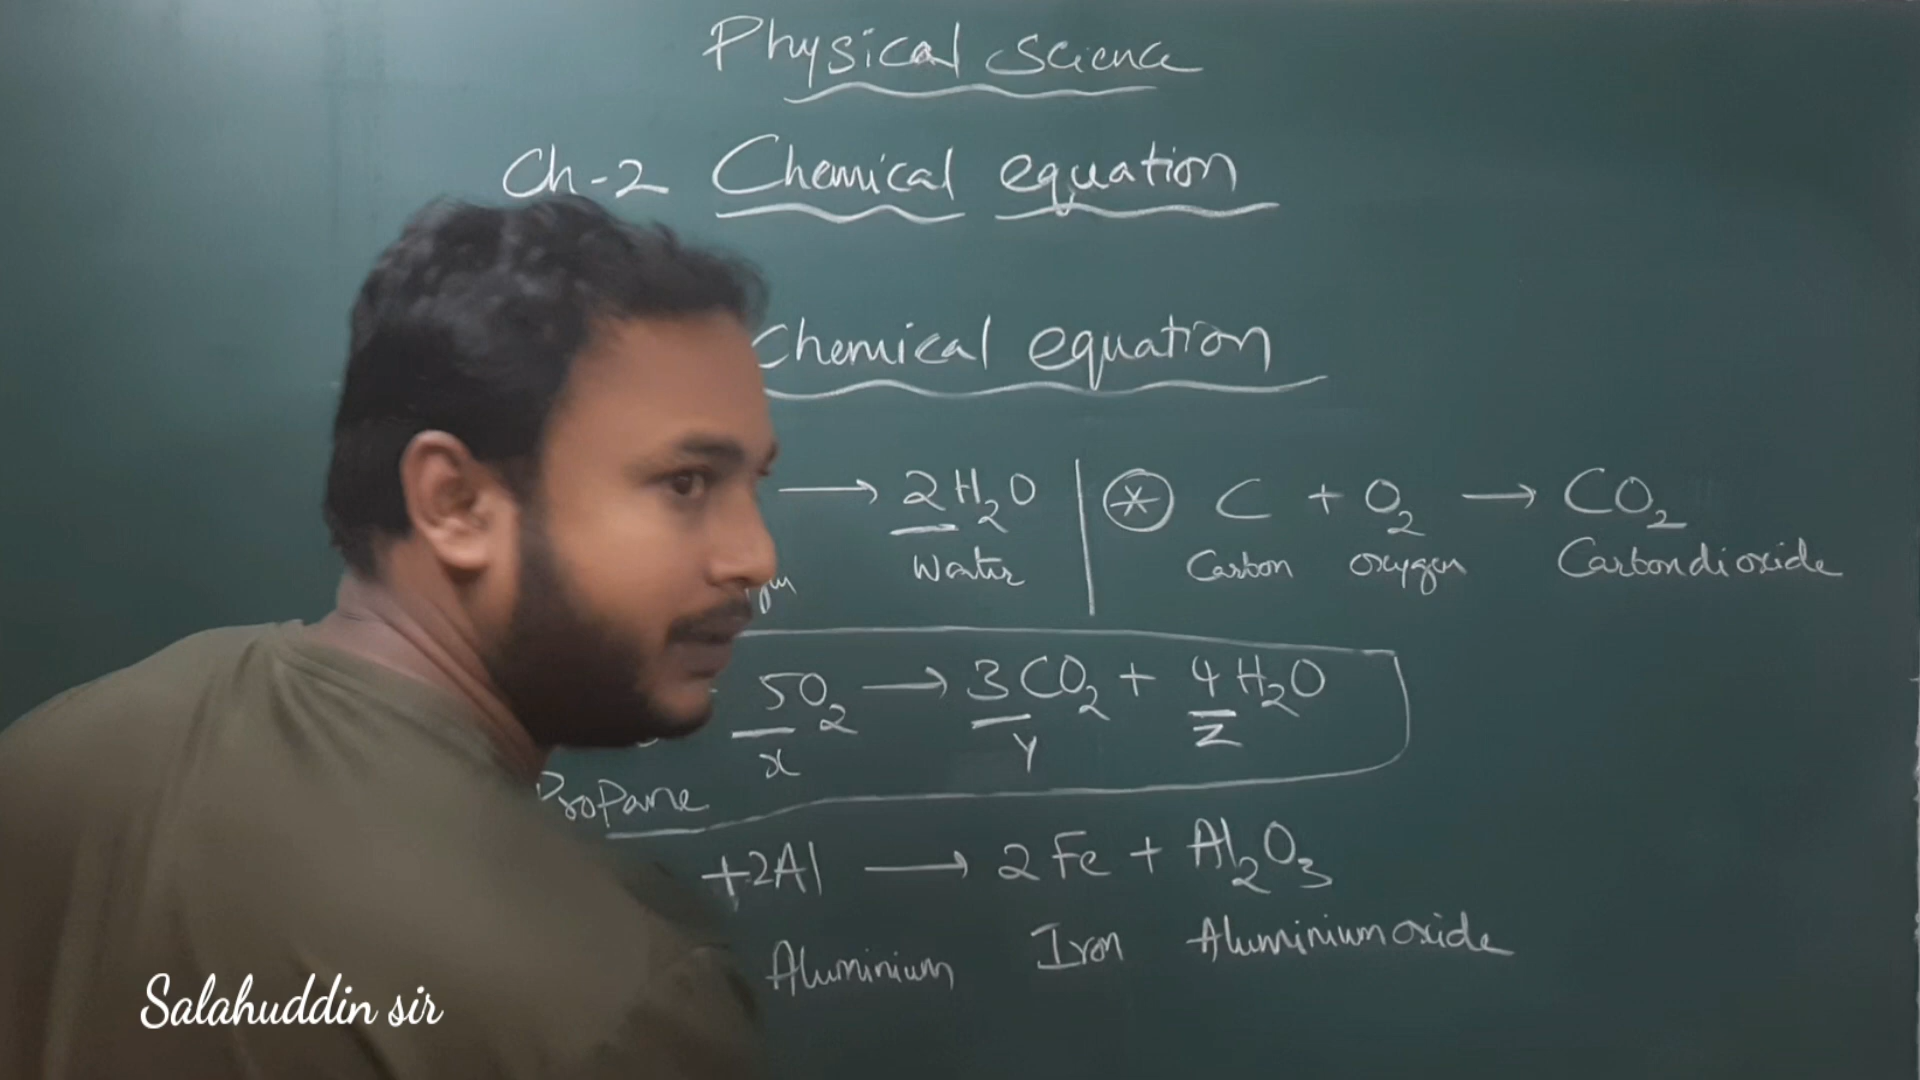 Physical Science
Ch-2 Chemical equation
Chemical equation
→ 2H₂O | ⊛ C + O₂ → CO₂
Water Carbon oxygen Carbondioxide
5O₂ → 3CO₂ + 4H₂O
x y z
Propane
+2Al → 2Fe + Al₂O₃
Aluminium Iron Aluminiumoxide
Salahuddin sir